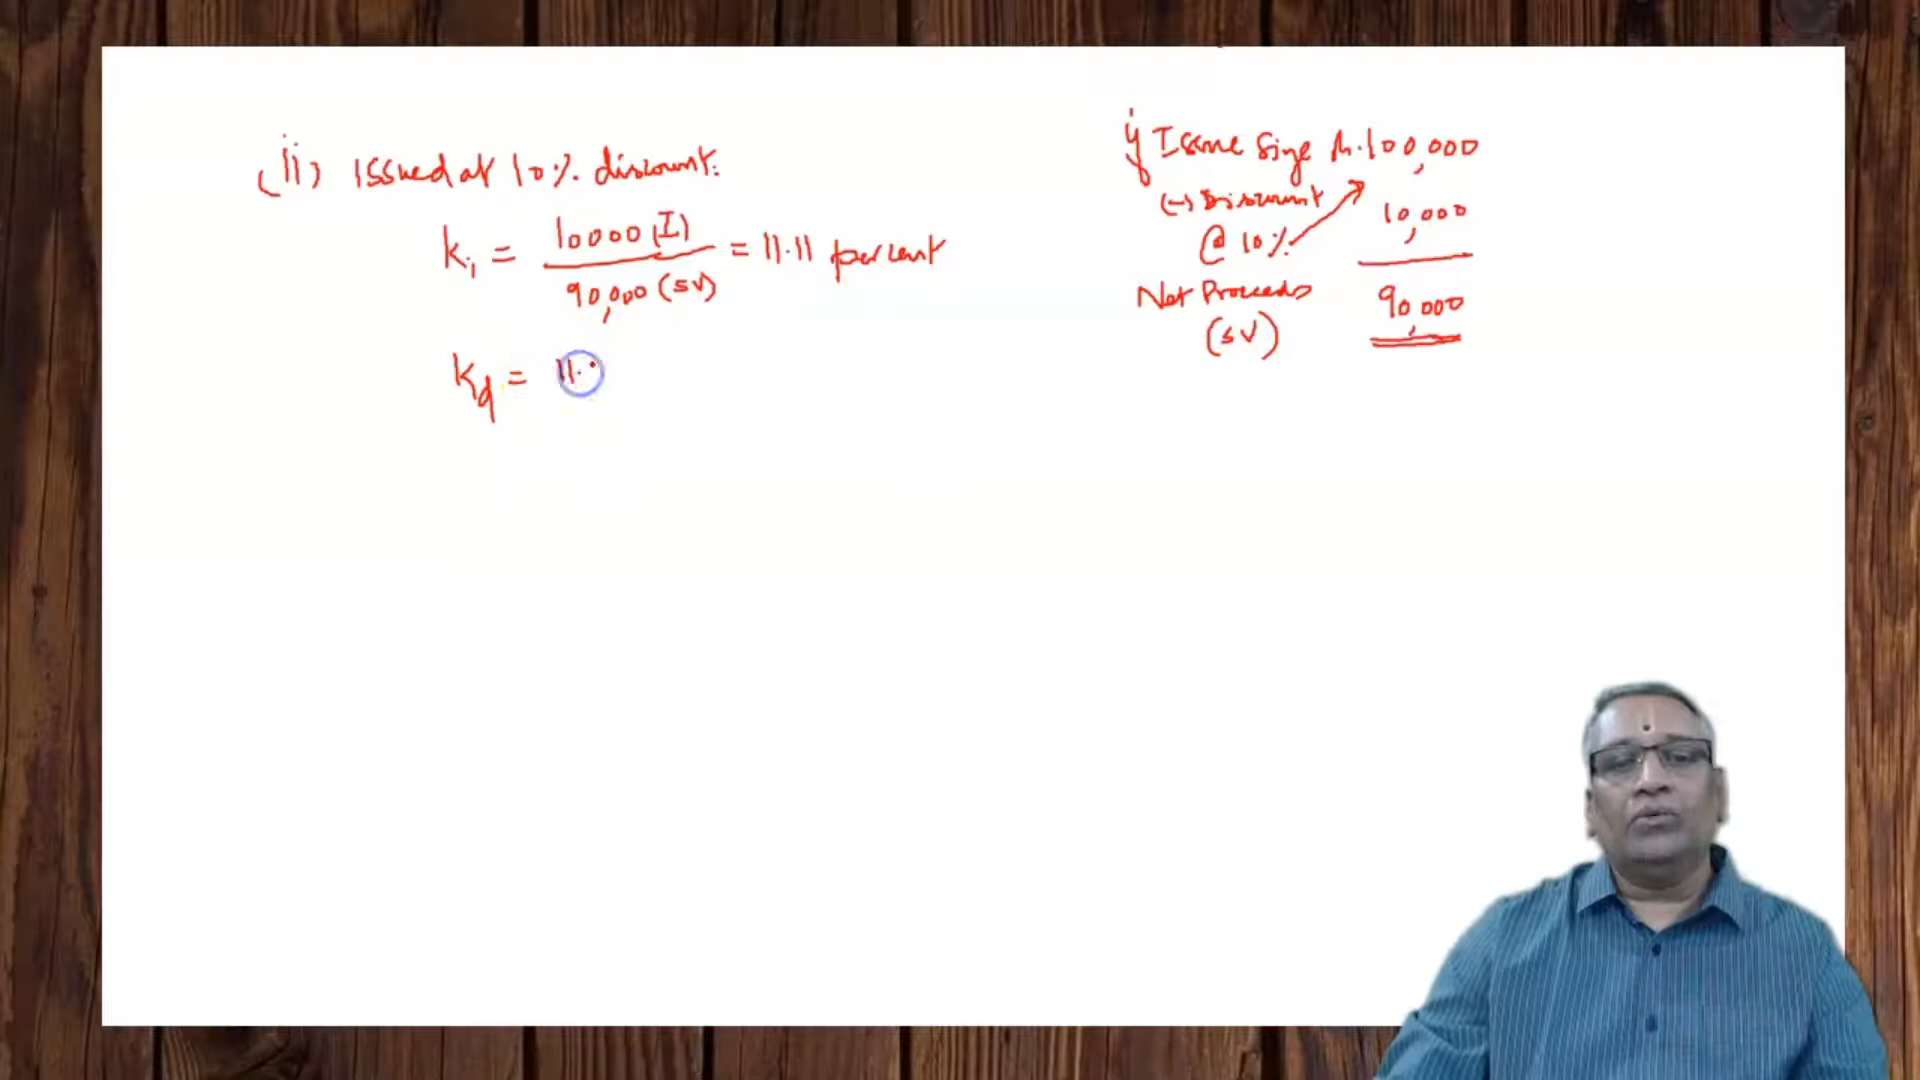 (ii) Issued at 10% discount:
ki = 10000 (I) / 90,000 (SV) = 11.11 percent
kd = 11.
Issue Size Rs. 100,000
(-) Discount 10,000
@ 10%
Net Proceeds 90,000
(SV)